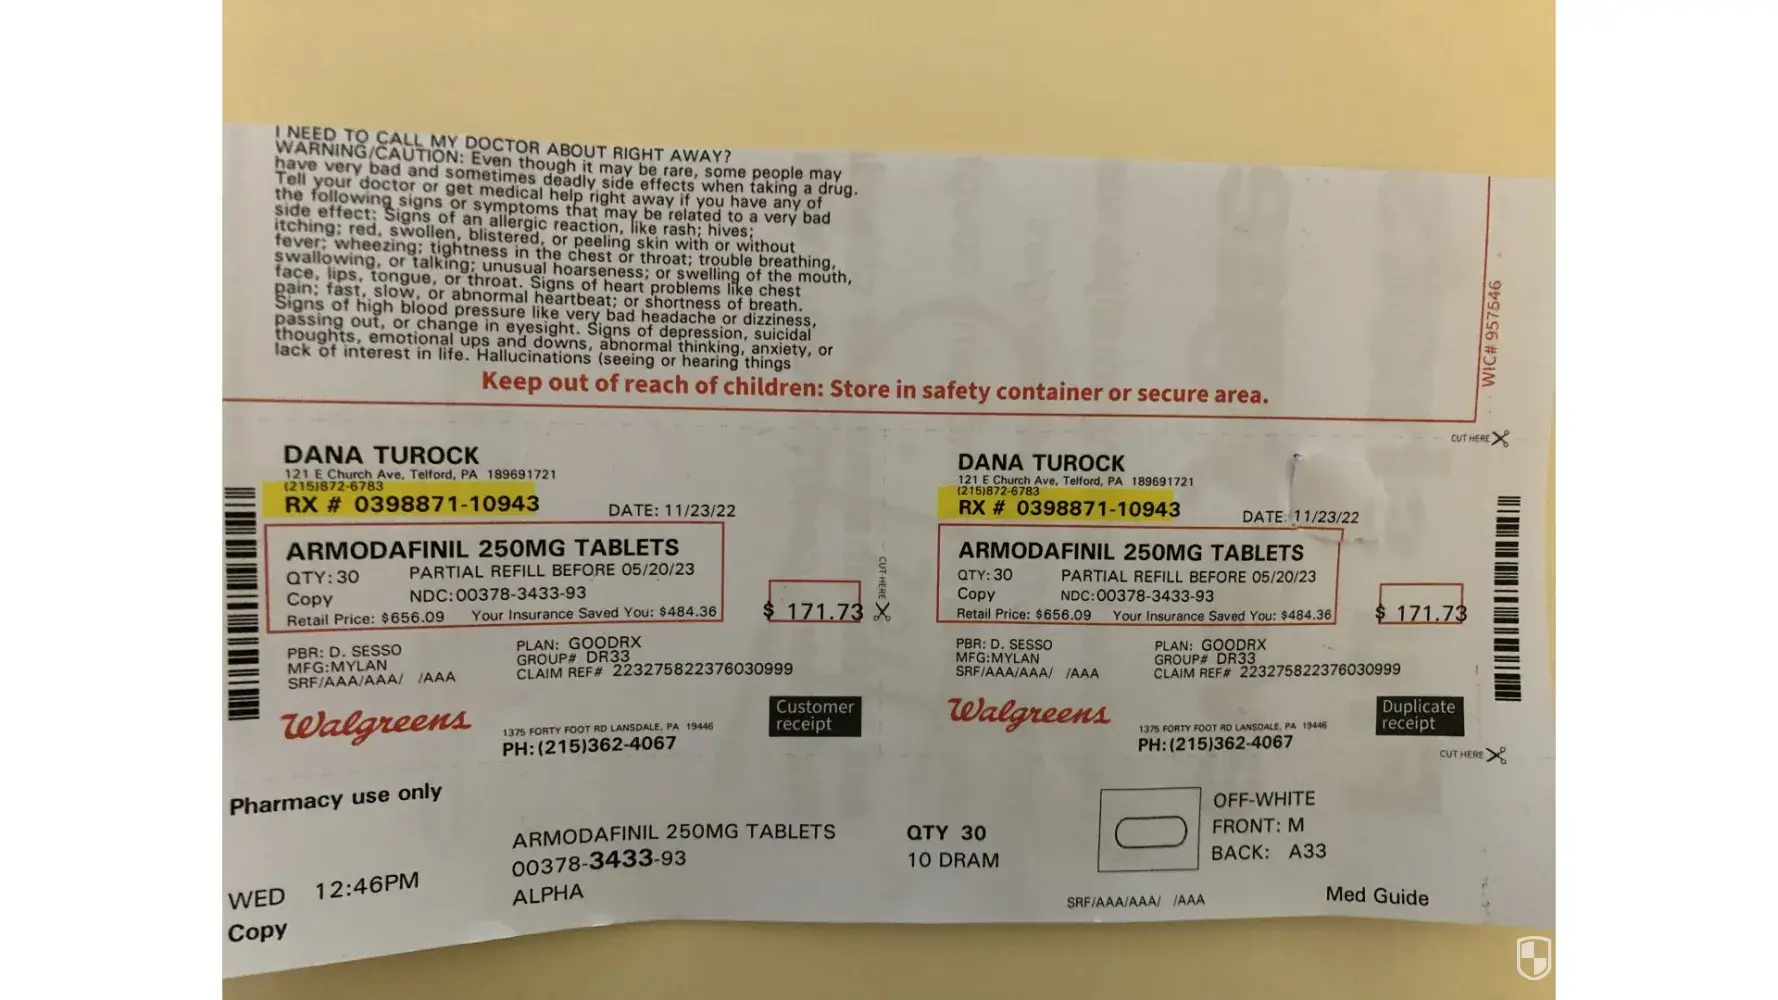 I NEED TO CALL MY DOCTOR ABOUT RIGHT AWAY?
WARNING/CAUTION: Even though it may be rare, some people may
have very bad and sometimes deadly side effects when taking a drug.
Tell your doctor or get medical help right away if you have any of
the following signs or symptoms that may be related to a very bad
side effect: Signs of an allergic reaction, like rash; hives;
itching; red, swollen, blistered, or peeling skin with or without
fever; wheezing; tightness in the chest or throat; trouble breathing,
swallowing, or talking; unusual hoarseness; or swelling of the mouth,
face, lips, tongue, or throat. Signs of heart problems like chest
pain; fast, slow, or abnormal heartbeat; or shortness of breath.
Signs of high blood pressure like very bad headache or dizziness,
passing out, or change in eyesight. Signs of depression, suicidal
thoughts, emotional ups and downs, abnormal thinking, anxiety, or
lack of interest in life. Hallucinations (seeing or hearing things
Keep out of reach of children: Store in safety container or secure area.
WIC# 957546
CUT HERE
DANA TUROCK
121 E Church Ave, Telford, PA 189691721
(215)872-6783
RX # 0398871-10943
DATE: 11/23/22
ARMODAFINIL 250MG TABLETS
QTY: 30 PARTIAL REFILL BEFORE 05/20/23
Copy NDC:00378-3433-93
Retail Price: $656.09 Your Insurance Saved You: $484.36
$ 171.73
PBR: D. SESSO
MFG:MYLAN
SRF/AAA/AAA/ /AAA
PLAN: GOODRX
GROUP# DR33
CLAIM REF# 223275822376030999
Walgreens
1375 FORTY FOOT RD LANSDALE, PA 19446
PH: (215)362-4067
Customer
receipt
CUT HERE
DANA TUROCK
121 E Church Ave, Telford, PA 189691721
(215)872-6783
RX # 0398871-10943
DATE: 11/23/22
ARMODAFINIL 250MG TABLETS
QTY: 30 PARTIAL REFILL BEFORE 05/20/23
Copy NDC:00378-3433-93
Retail Price: $656.09 Your Insurance Saved You: $484.36
$ 171.73
PBR: D. SESSO
MFG:MYLAN
SRF/AAA/AAA/ /AAA
PLAN: GOODRX
GROUP# DR33
CLAIM REF# 223275822376030999
Walgreens
1375 FORTY FOOT RD LANSDALE, PA 19446
PH: (215)362-4067
Duplicate
receipt
CUT HERE
Pharmacy use only
WED 12:46PM
Copy
ARMODAFINIL 250MG TABLETS
00378-3433-93
ALPHA
QTY 30
10 DRAM
OFF-WHITE
FRONT: M
BACK: A33
SRF/AAA/AAA/ /AAA
Med Guide